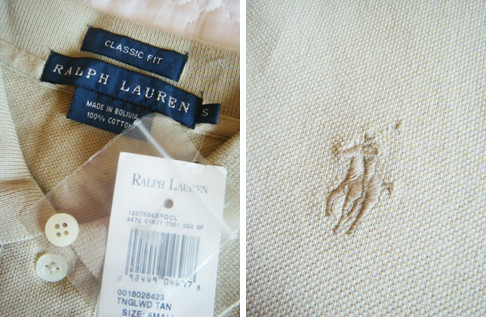 CLASSIC FIT
RALPH LAUREN
S
MADE IN BOLIVIA
100% COTTON
RALPH LAUREN
0018028423
TNGLWD TAN
SIZE: SMALL